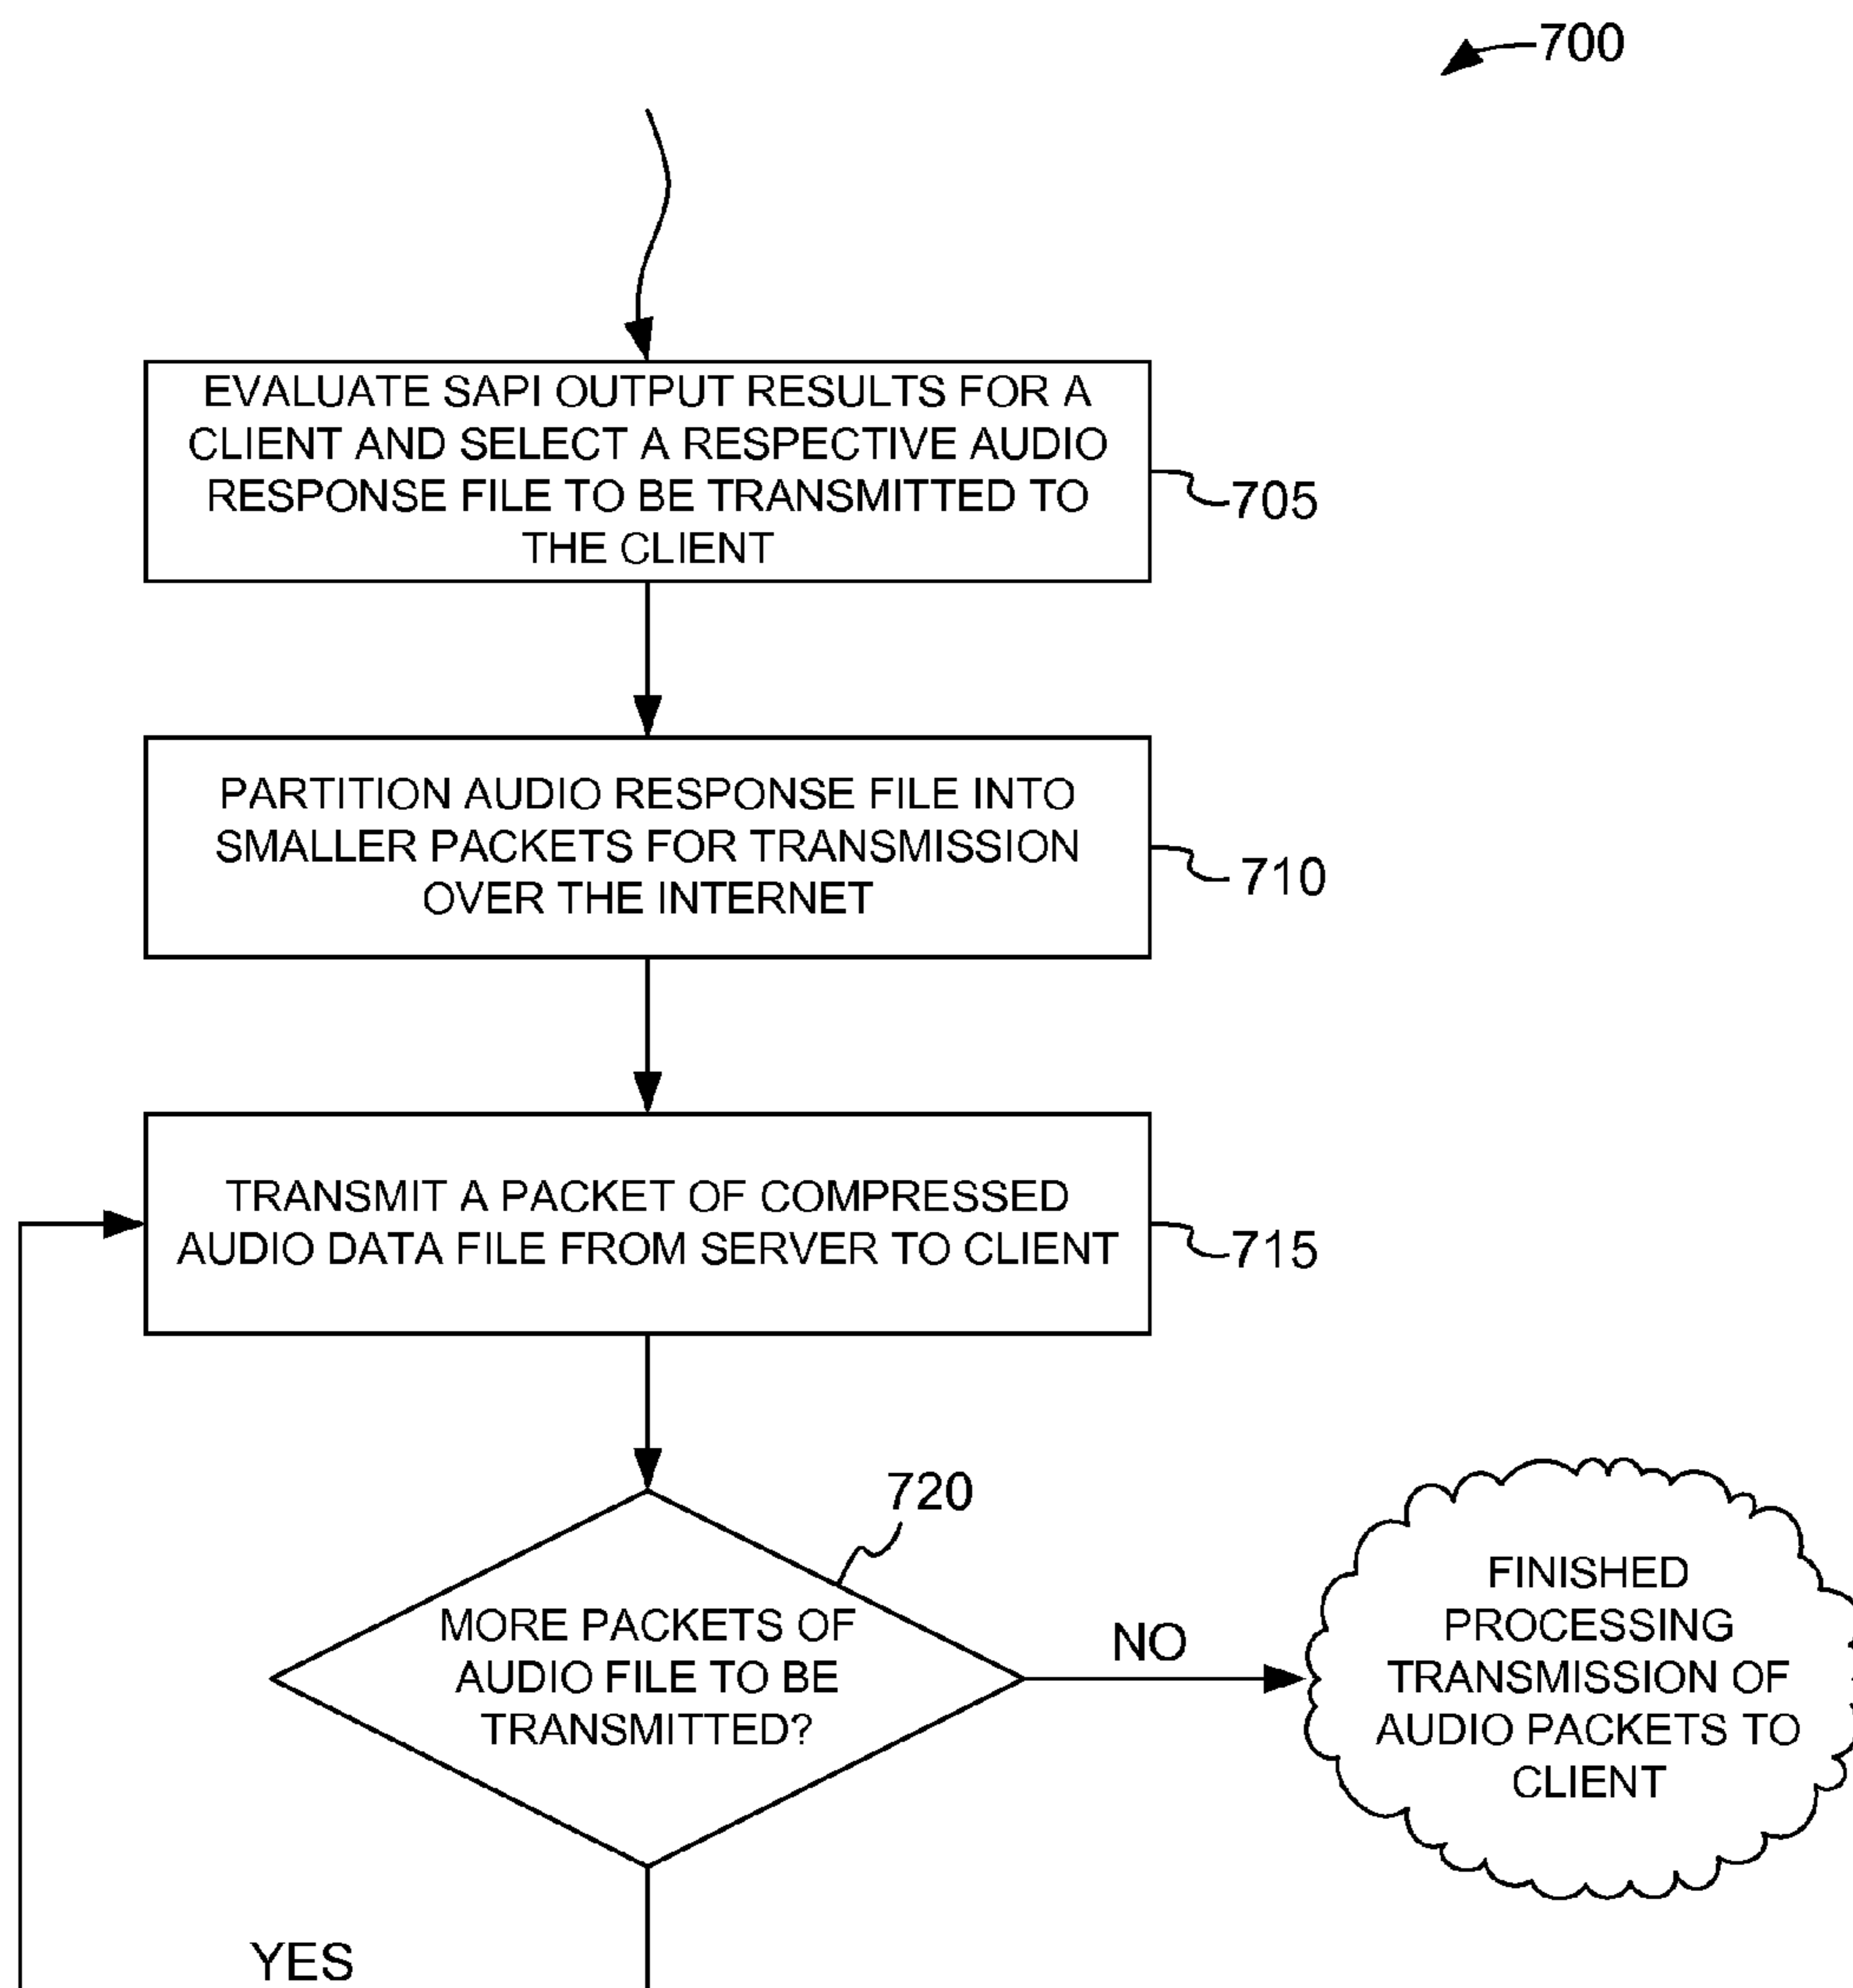 700
EVALUATE SAPI OUTPUT RESULTS FOR A
CLIENT AND SELECT A RESPECTIVE AUDIO
RESPONSE FILE TO BE TRANSMITTED TO
THE CLIENT
705
PARTITION AUDIO RESPONSE FILE INTO
SMALLER PACKETS FOR TRANSMISSION
OVER THE INTERNET
710
TRANSMIT A PACKET OF COMPRESSED
AUDIO DATA FILE FROM SERVER TO CLIENT
715
720
MORE PACKETS OF
AUDIO FILE TO BE
TRANSMITTED?
NO
FINISHED
PROCESSING
TRANSMISSION OF
AUDIO PACKETS TO
CLIENT
YES